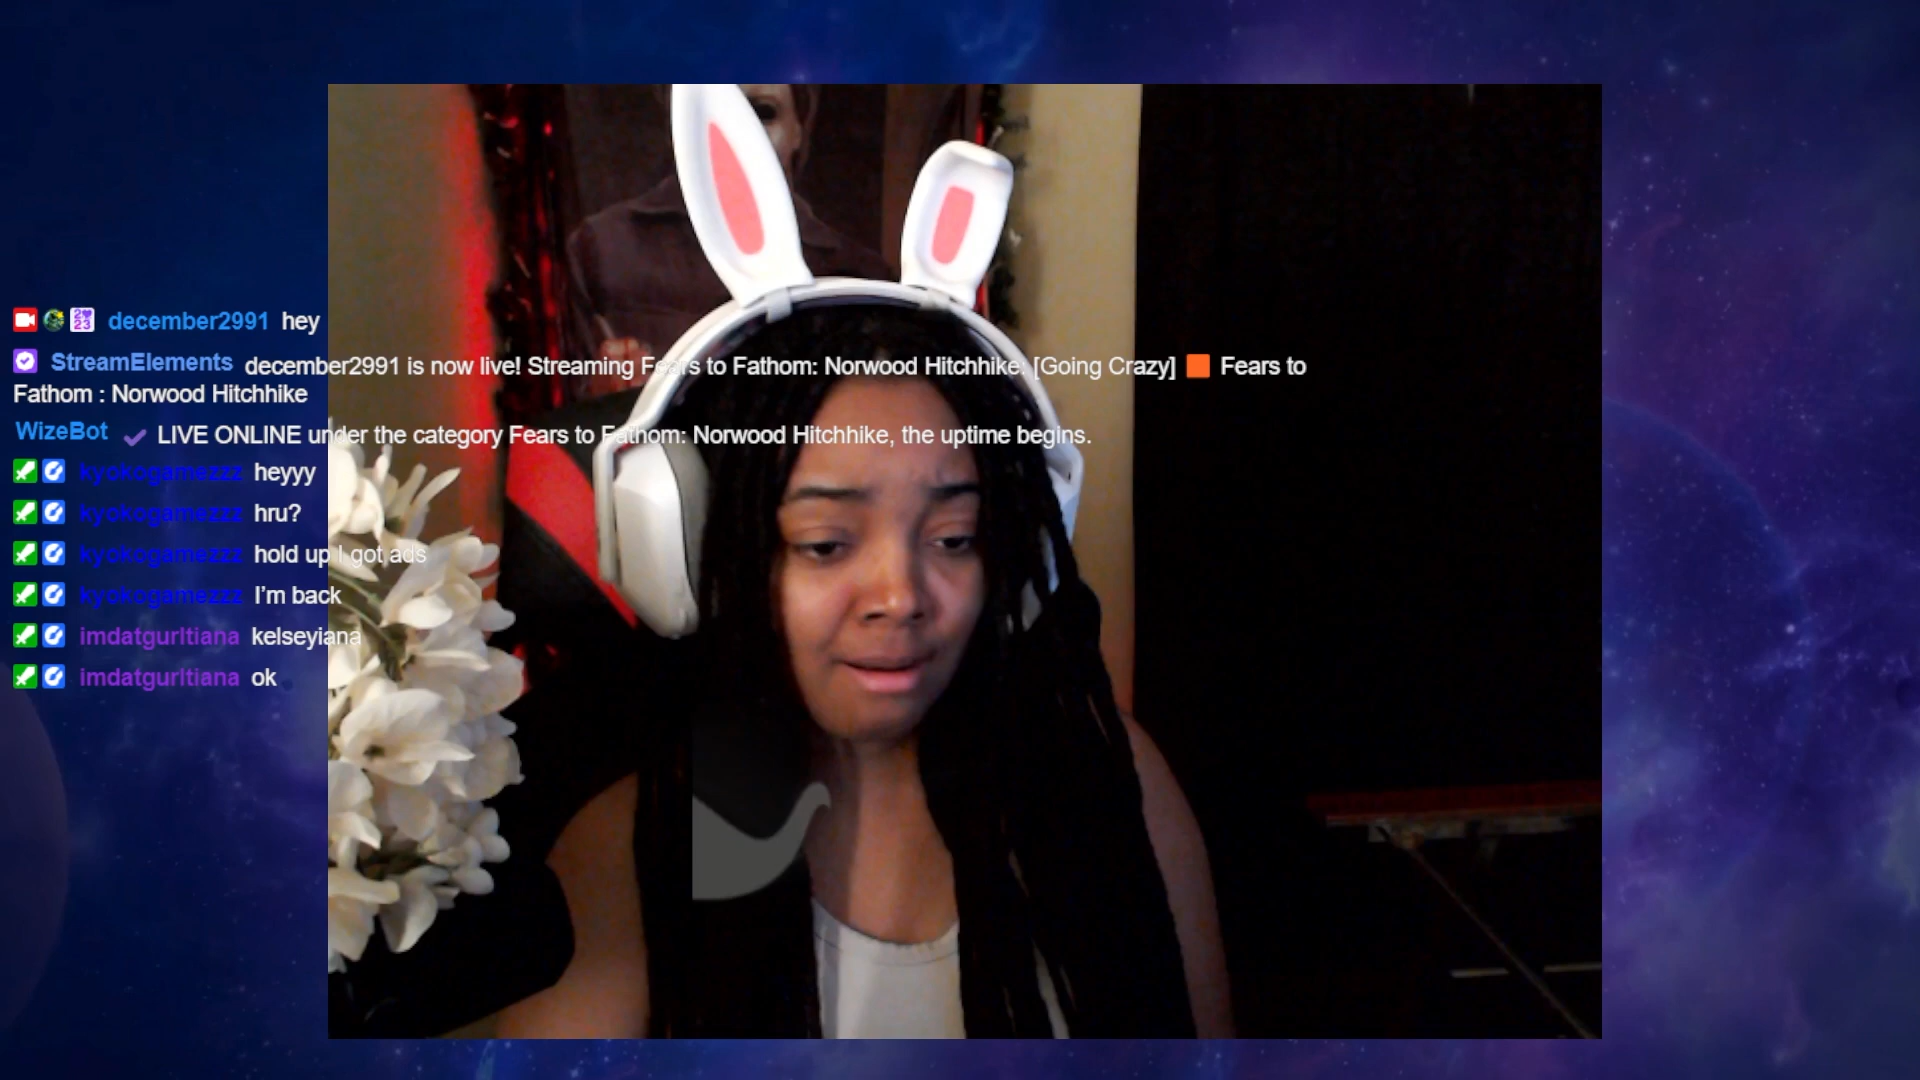 december2991 hey
StreamElements december2991 is now live! Streaming Fears to Fathom: Norwood Hitchhike: [Going Crazy] 🟧 Fears to
Fathom : Norwood Hitchhike
WizeBot LIVE ONLINE under the category Fears to Fathom: Norwood Hitchhike, the uptime begins.
kyokogamezzz heyyy
kyokogamezzz hru?
kyokogamezzz hold up I got ads
kyokogamezzz I’m back
imdatgurltiana kelseyiana
imdatgurltiana ok